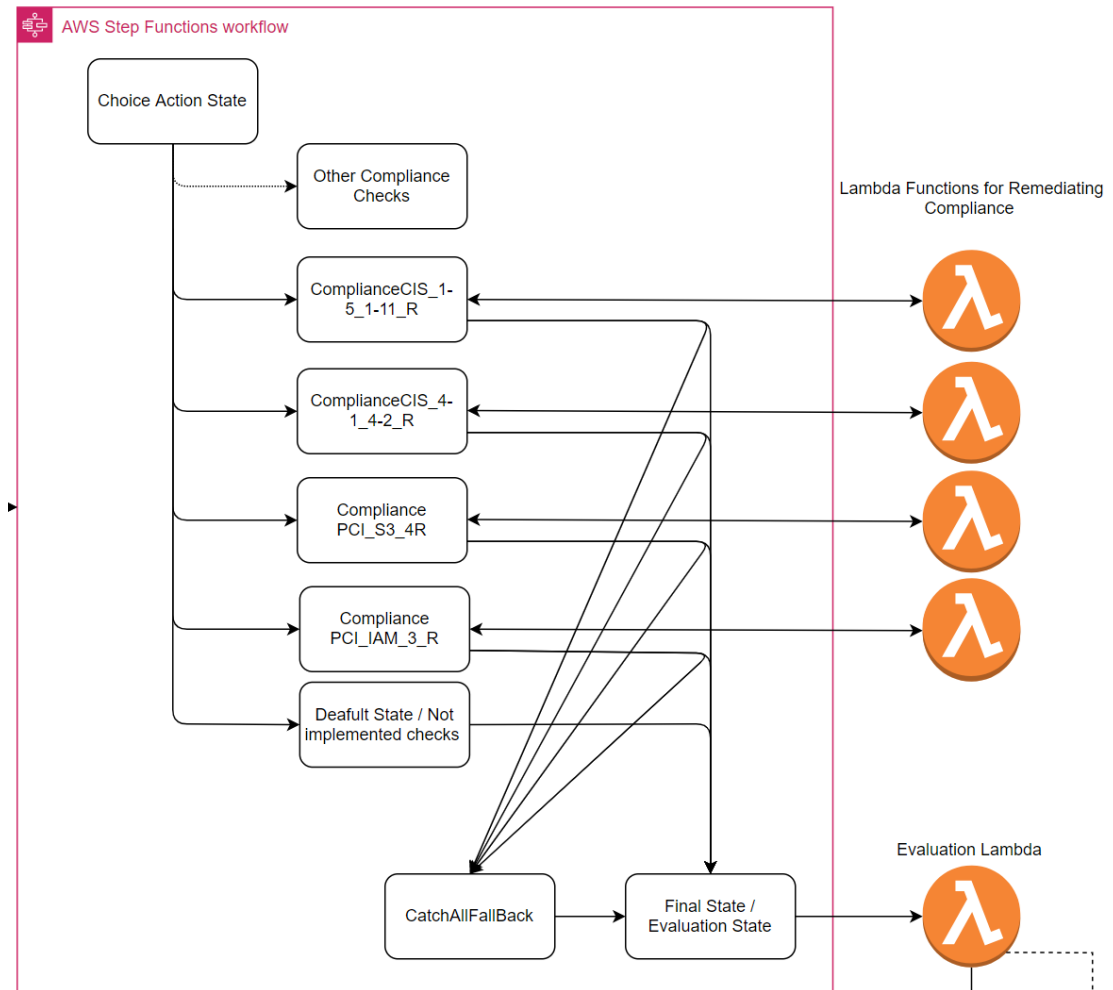 AWS Step Functions workflow
Choice Action State
Other Compliance
Checks
Lambda Functions for Remediating
Compliance
ComplianceCIS_1-
5_1-11_R
ComplianceCIS_4-
1_4-2_R
Compliance
PCI_S3_4R
Compliance
PCI_IAM_3_R
Deafult State / Not
implemented checks
Evaluation Lambda
CatchAllFallBack
Final State /
Evaluation State